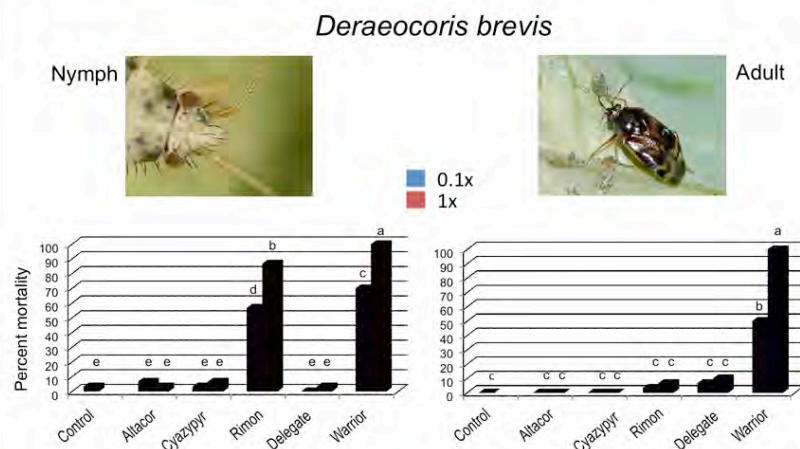 Deraeocoris brevis
Nymph
Adult
0.1x
1x
Percent mortality
100
90
80
70
60
50
40
30
20
10
0
e
e e
e e
d
b
e e
c
a
Control
Altacor
Cyazypyr
Rimon
Delegate
Warrior
100
90
80
70
60
50
40
30
20
10
0
c
c c
c c
c c
c c
b
a
Control
Altacor
Cyazypyr
Rimon
Delegate
Warrior